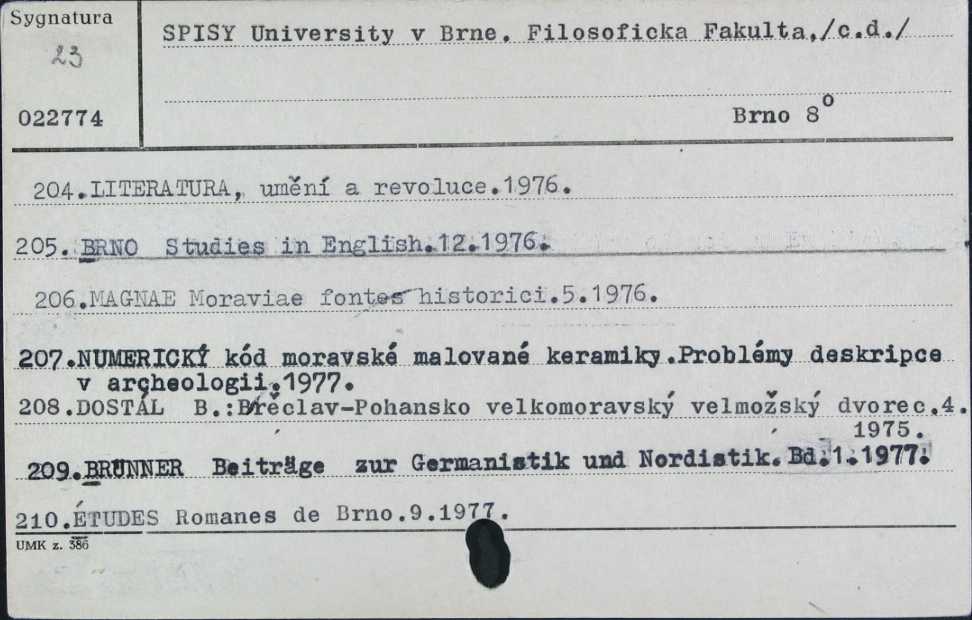 Sygnatura
23
022774
SPISY University v Brne. Filosoficka Fakulta,/c.d./
Brno 8°
204.LITERATURA, umění a revoluce.1976.
205. BRNO Studies in English.12.1976.
206.MAGNAE Moraviae fontes historici.5.1976.
207.NUMERICKÝ kód moravské malované keramiky.Problémy deskripce
v archeologii.1977.
208.DOSTÁL B.:Břěclav-Pohansko velkomoravský velmožský dvorec.4.
1975.
209.BRÜNNER Beiträge zur Germanistik und Nordistik.Bd.1.1977.
210.ÉTUDES Romanes de Brno.9.1977.
UMK z. 386